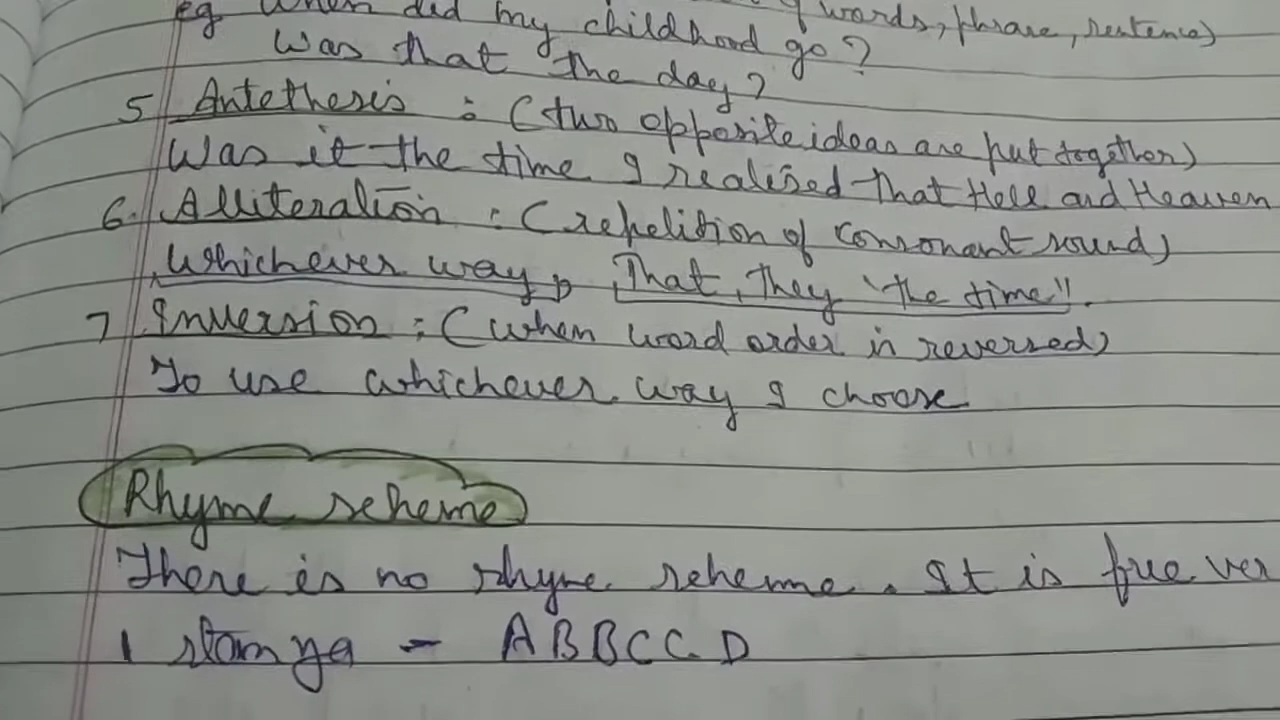 eg When did my childhood go?
of words, phrase, sentence)
Was that the day?
5 Antethesis : (two opposite ideas are put together)
Was it the time I realised that Hell and Heaven
6. Alliteration : (repetition of consonant sound)
Whichever way, That, They "the time".
7 Inversion : (when word order in reversed)
To use whichever way I choose
Rhyme scheme
There is no rhyme scheme. It is free ver
1 stanza - ABBCCD